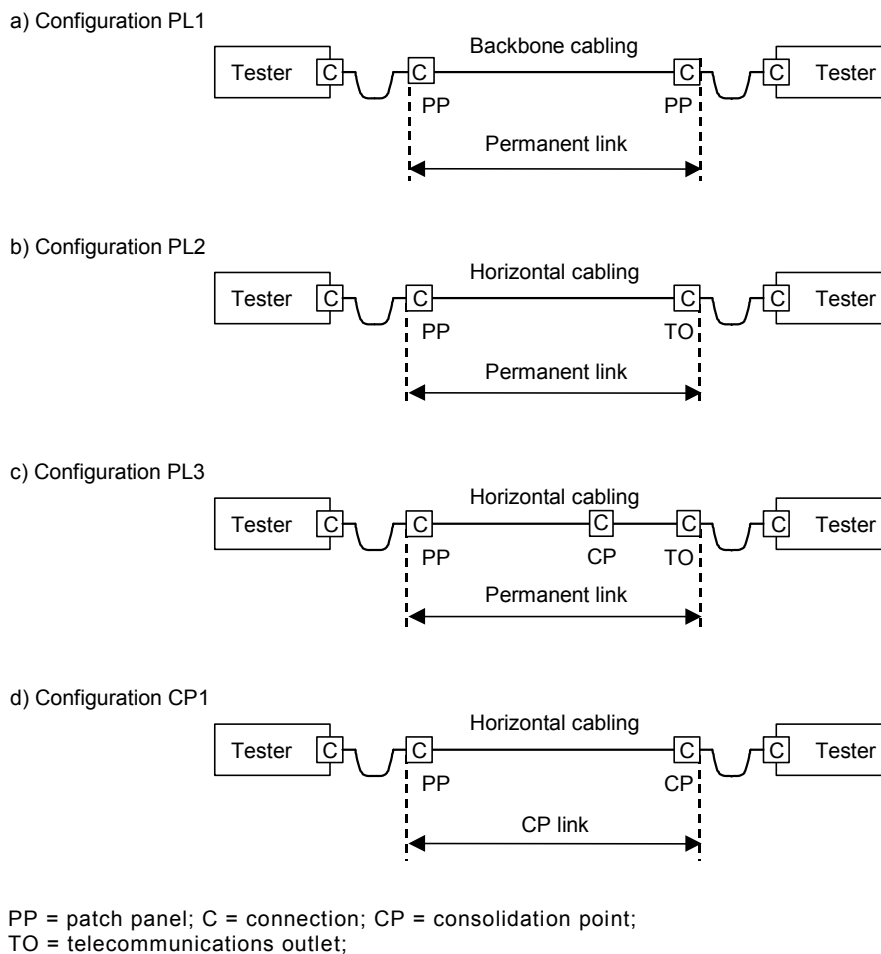 a) Configuration PL1
Backbone cabling
Tester C C C C Tester
PP PP
Permanent link
b) Configuration PL2
Horizontal cabling
Tester C C C C Tester
PP TO
Permanent link
c) Configuration PL3
Horizontal cabling
Tester C C C C C Tester
PP CP TO
Permanent link
d) Configuration CP1
Horizontal cabling
Tester C C C C Tester
PP CP
CP link
PP = patch panel; C = connection; CP = consolidation point;
TO = telecommunications outlet;